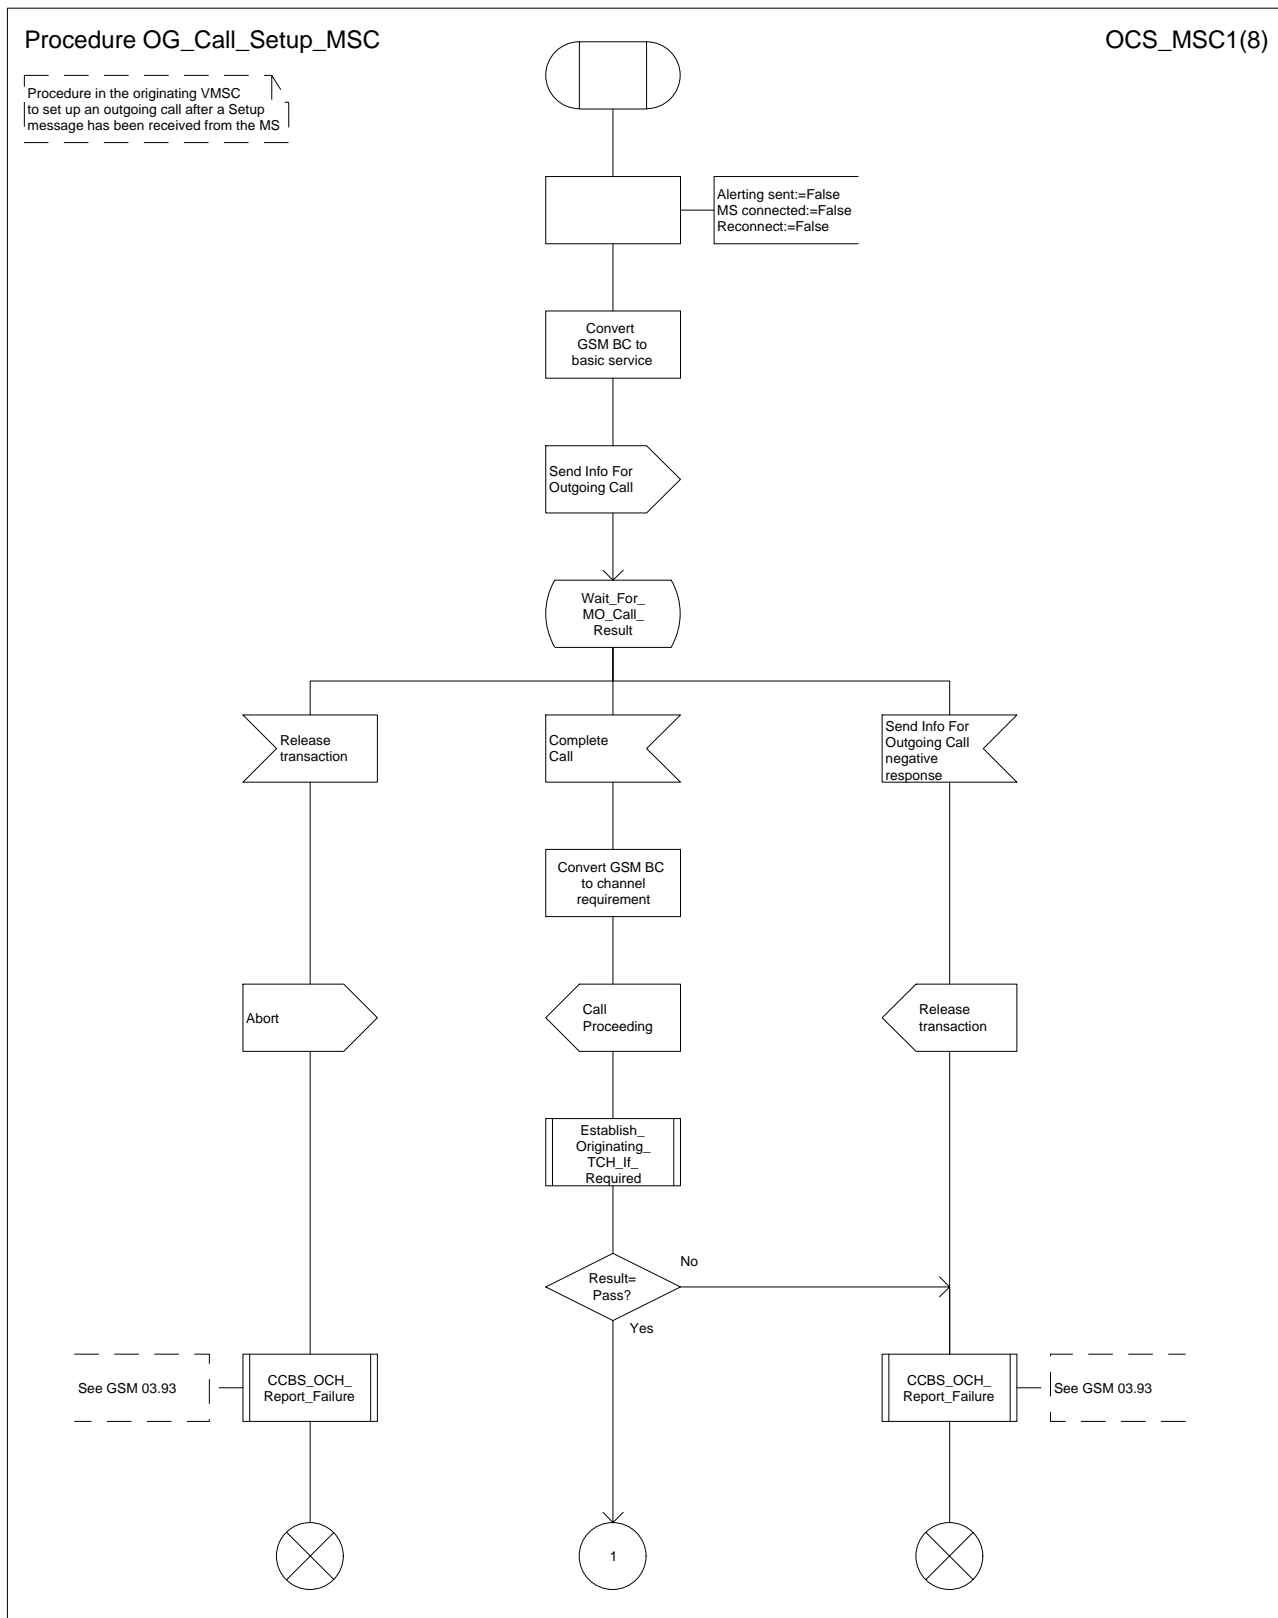 Procedure OG_Call_Setup_MSC
OCS_MSC1(8)
Procedure in the originating VMSC
to set up an outgoing call after a Setup
message has been received from the MS
Alerting sent:=False
MS connected:=False
Reconnect:=False
Convert
GSM BC to
basic service
Send Info For
Outgoing Call
Wait_For_
MO_Call_
Result
Release
transaction
Complete
Call
Send Info For
Outgoing Call
negative
response
Convert GSM BC
to channel
requirement
Abort
Call
Proceeding
Release
transaction
Establish_
Originating_
TCH_If_
Required
Result=
Pass?
No
Yes
See GSM 03.93
CCBS_OCH_
Report_Failure
CCBS_OCH_
Report_Failure
See GSM 03.93
1